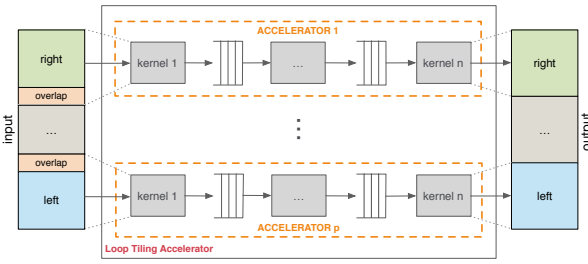 ACCELERATOR 1
right
kernel 1
...
kernel n
right
overlap
input
...
...
...
output
overlap
left
kernel 1
...
kernel n
left
ACCELERATOR p
Loop Tiling Accelerator